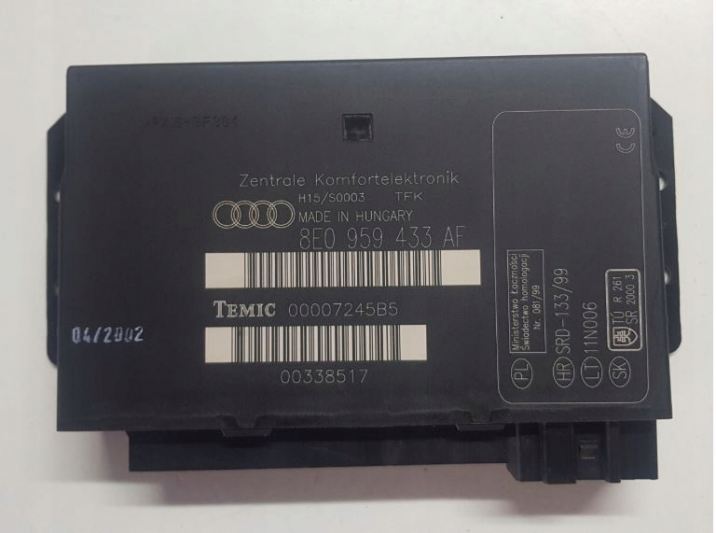 Zentrale Komfortelektronik
H15/S0003 TFK
MADE IN HUNGARY
8E0 959 433 AF
TEMIC 00007245B5
00338517
04/2002
CE
Ministerstwo Łączności
Świadectwo homologacji
Nr. 081/99
PL
HR SRD-133/99
LT 11N006
TÚ R 261
SR 2000 3
SK